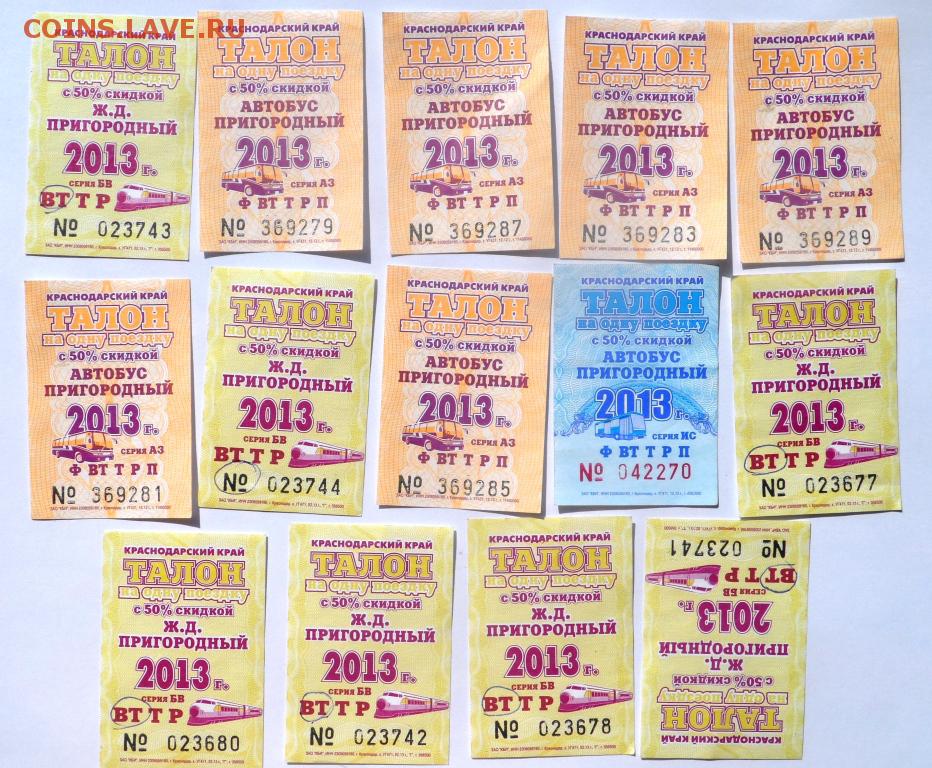 COINS.LAVE.RU
КРАСНОДАРСКИЙ КРАЙ
ТАЛОН
на одну поездку
с 50% скидкой
Ж.Д.
ПРИГОРОДНЫЙ
2013 г.
серия БВ
ВТ Т Р
№ 023743
КРАСНОДАРСКИЙ КРАЙ
ТАЛОН
на одну поездку
с 50% скидкой
АВТОБУС
ПРИГОРОДНЫЙ
2013 г.
серия АЗ
Ф ВТ Т Р П
№ 369279
КРАСНОДАРСКИЙ КРАЙ
ТАЛОН
на одну поездку
с 50% скидкой
АВТОБУС
ПРИГОРОДНЫЙ
2013 г.
серия АЗ
Ф ВТ Т Р П
№ 369287
КРАСНОДАРСКИЙ КРАЙ
ТАЛОН
на одну поездку
с 50% скидкой
АВТОБУС
ПРИГОРОДНЫЙ
2013 г.
серия АЗ
Ф ВТ Т Р П
№ 369283
КРАСНОДАРСКИЙ КРАЙ
ТАЛОН
на одну поездку
с 50% скидкой
АВТОБУС
ПРИГОРОДНЫЙ
2013 г.
серия АЗ
Ф ВТ Т Р П
№ 369289
КРАСНОДАРСКИЙ КРАЙ
ТАЛОН
на одну поездку
с 50% скидкой
АВТОБУС
ПРИГОРОДНЫЙ
2013 г.
серия АЗ
Ф ВТ Т Р П
№ 369281
КРАСНОДАРСКИЙ КРАЙ
ТАЛОН
на одну поездку
с 50% скидкой
Ж.Д.
ПРИГОРОДНЫЙ
2013 г.
серия БВ
ВТ Т Р
№ 023744
КРАСНОДАРСКИЙ КРАЙ
ТАЛОН
на одну поездку
с 50% скидкой
АВТОБУС
ПРИГОРОДНЫЙ
2013 г.
серия АЗ
Ф ВТ Т Р П
№ 369285
КРАСНОДАРСКИЙ КРАЙ
ТАЛОН
на одну поездку
с 50% скидкой
АВТОБУС
ПРИГОРОДНЫЙ
2013 г.
серия ИС
Ф ВТ Т Р П
№ 042270
КРАСНОДАРСКИЙ КРАЙ
ТАЛОН
на одну поездку
с 50% скидкой
Ж.Д.
ПРИГОРОДНЫЙ
2013 г.
серия БВ
ВТ Т Р
№ 023677
КРАСНОДАРСКИЙ КРАЙ
ТАЛОН
на одну поездку
с 50% скидкой
Ж.Д.
ПРИГОРОДНЫЙ
2013 г.
серия БВ
ВТ Т Р
№ 023680
КРАСНОДАРСКИЙ КРАЙ
ТАЛОН
на одну поездку
с 50% скидкой
Ж.Д.
ПРИГОРОДНЫЙ
2013 г.
серия БВ
ВТ Т Р
№ 023742
КРАСНОДАРСКИЙ КРАЙ
ТАЛОН
на одну поездку
с 50% скидкой
Ж.Д.
ПРИГОРОДНЫЙ
2013 г.
серия БВ
ВТ Т Р
№ 023678
КРАСНОДАРСКИЙ КРАЙ
ТАЛОН
на одну поездку
с 50% скидкой
Ж.Д.
ПРИГОРОДНЫЙ
2013 г.
серия БВ
ВТ Т Р
№ 023741